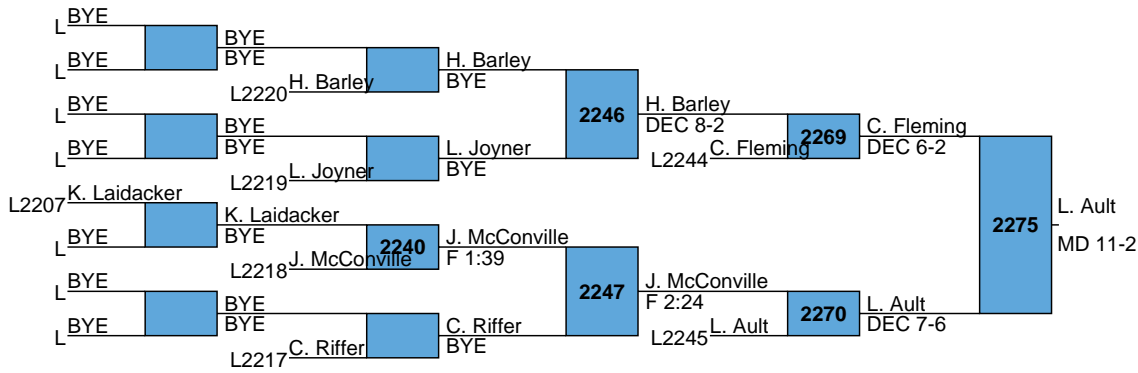 L BYE
L BYE
BYE
BYE
L2220 H. Barley
H. Barley
BYE
L BYE
L BYE
BYE
BYE
L2219 L. Joyner
L. Joyner
BYE
2246
H. Barley
DEC 8-2
L2244 C. Fleming
2269
C. Fleming
DEC 6-2
L2207 K. Laidacker
L BYE
K. Laidacker
BYE
L2218 J. McConville
2240
J. McConville
F 1:39
L BYE
L BYE
BYE
BYE
L2217 C. Riffer
C. Riffer
BYE
2247
J. McConville
F 2:24
L2245 L. Ault
2270
L. Ault
DEC 7-6
2275
L. Ault
MD 11-2